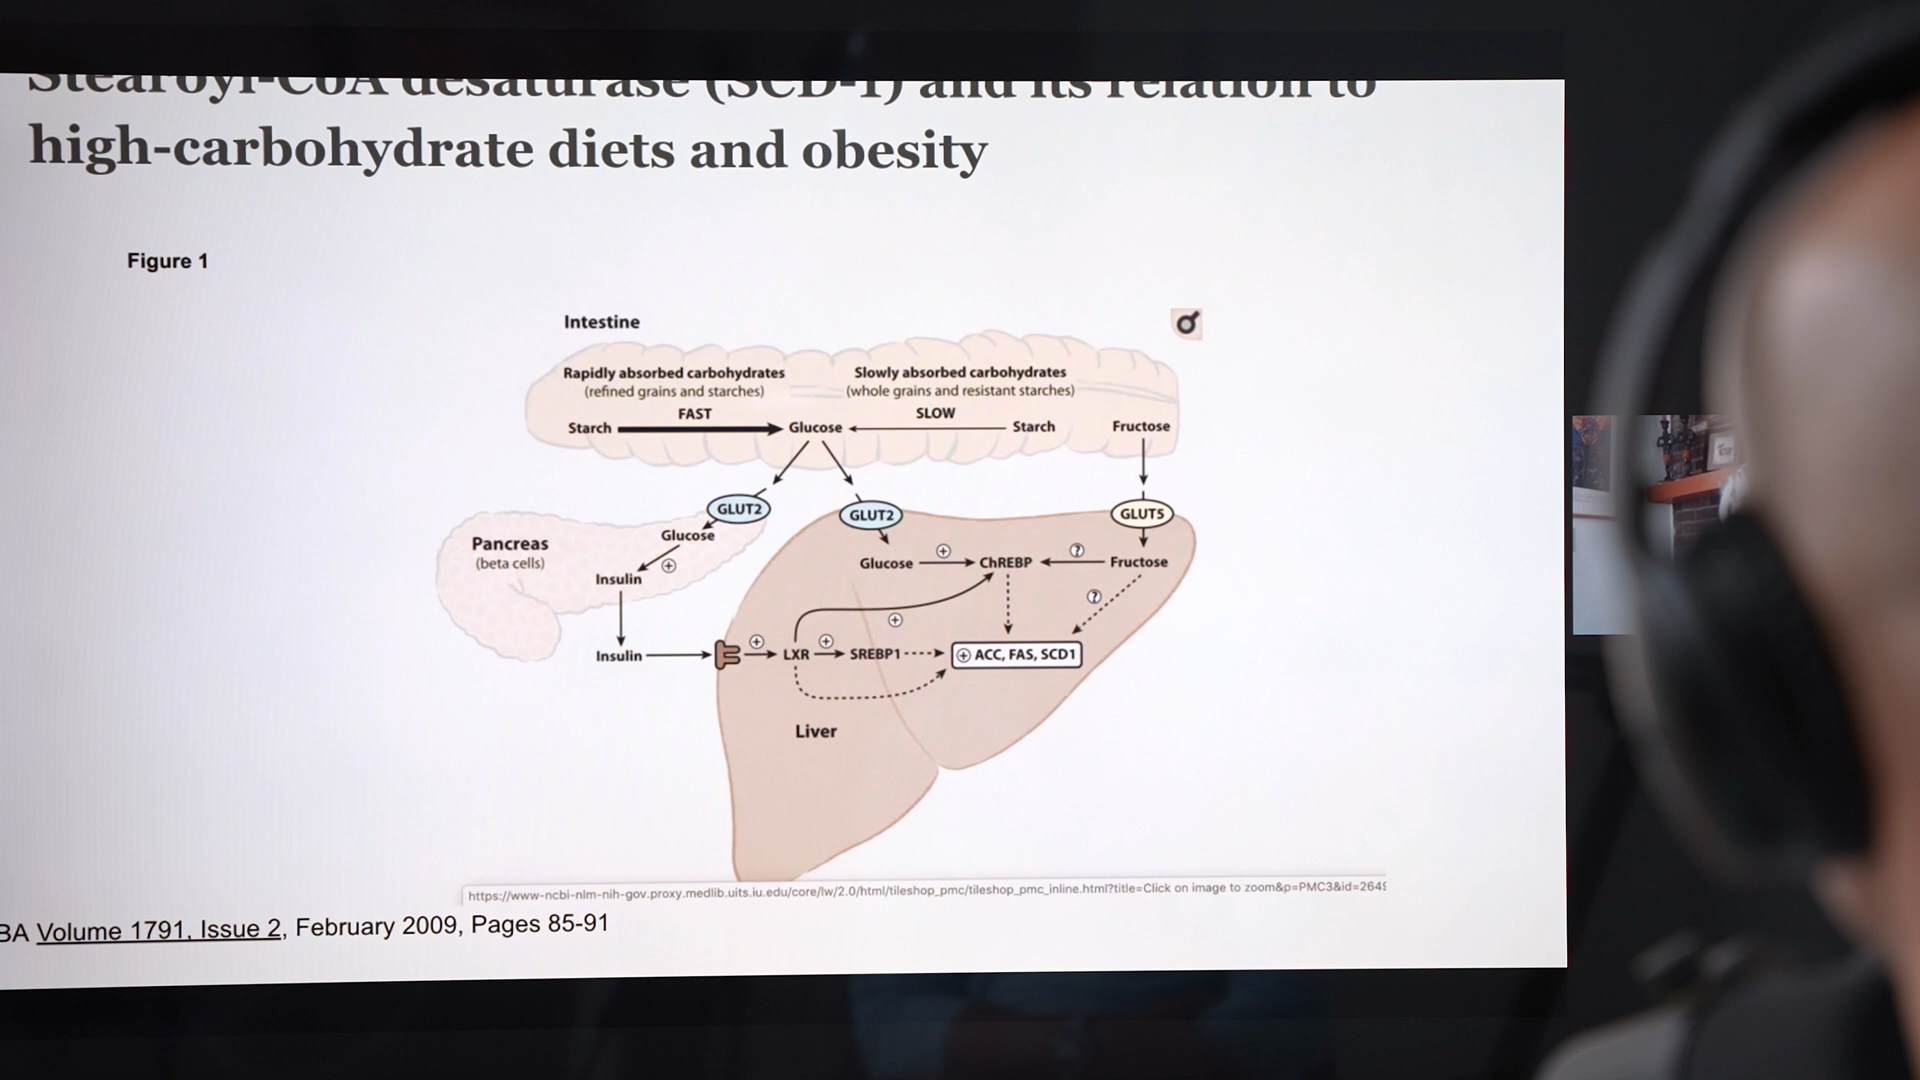 Stearoyl-CoA desaturase (SCD-1) and its relation to
high-carbohydrate diets and obesity
Figure 1
Intestine
Rapidly absorbed carbohydrates
(refined grains and starches)
Slowly absorbed carbohydrates
(whole grains and resistant starches)
FAST
SLOW
Starch
Glucose
Starch
Fructose
GLUT2
GLUT2
GLUT5
Pancreas
(beta cells)
Glucose
+
Insulin
Glucose
+
ChREBP
?
Fructose
?
+
Insulin
+
LXR
+
SREBP1
+ ACC, FAS, SCD1
Liver
https://www-ncbi-nlm-nih-gov.proxy.medlib.uits.iu.edu/core/lw/2.0/html/tileshop_pmc/tileshop_pmc_inline.html?title=Click on image to zoom&p=PMC3&id=2649
BA Volume 1791, Issue 2, February 2009, Pages 85-91